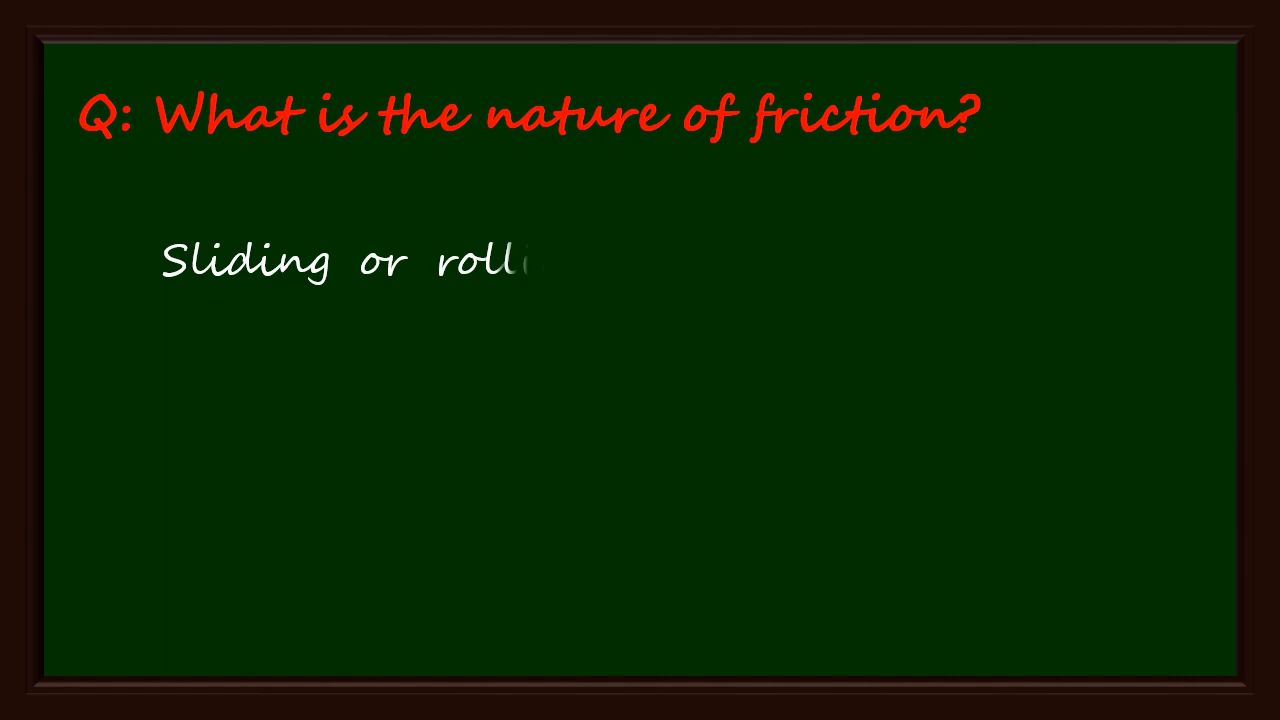 Q: What is the nature of friction?
Sliding or roll